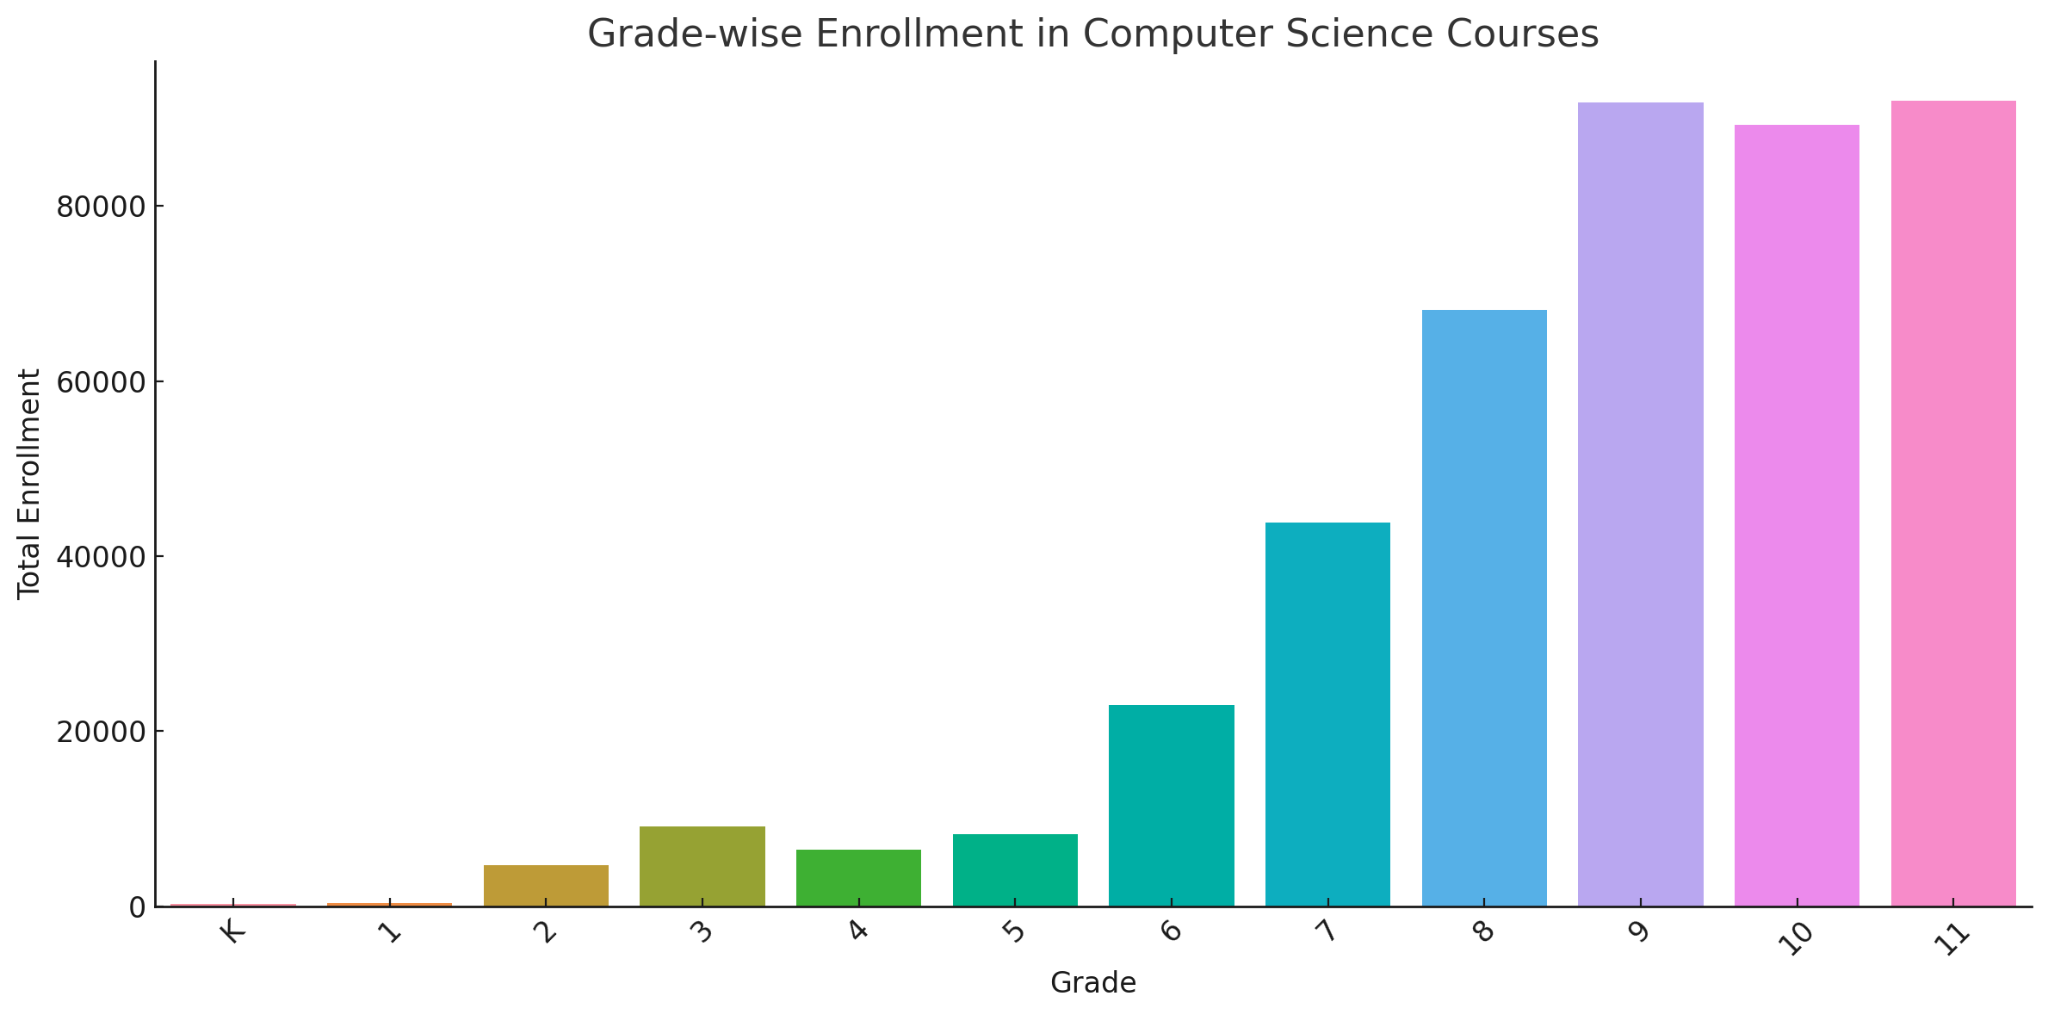 Grade-wise Enrollment in Computer Science Courses
Total Enrollment
80000
60000
40000
20000
0
K 1 2 3 4 5 6 7 8 9 10 11
Grade